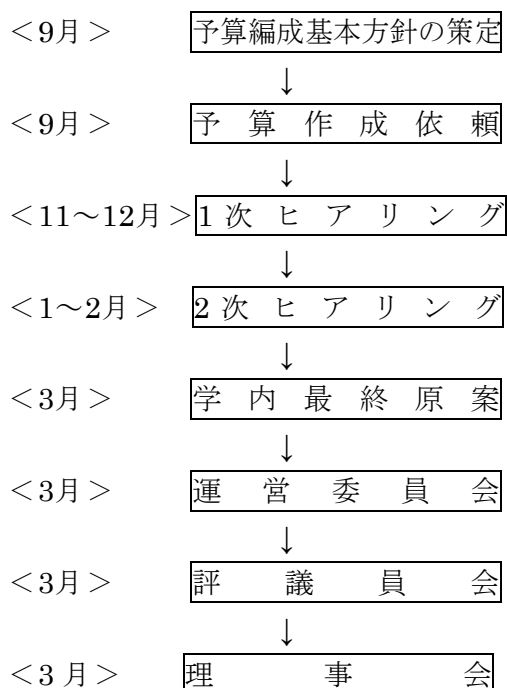 ＜9月＞ 予算編成基本方針の策定
↓
＜9月＞ 予算作成依頼
↓
＜11～12月＞ 1次ヒアリング
↓
＜1～2月＞ 2次ヒアリング
↓
＜3月＞ 学内最終原案
↓
＜3月＞ 運営委員会
↓
＜3月＞ 評議員会
↓
＜3月＞ 理事会